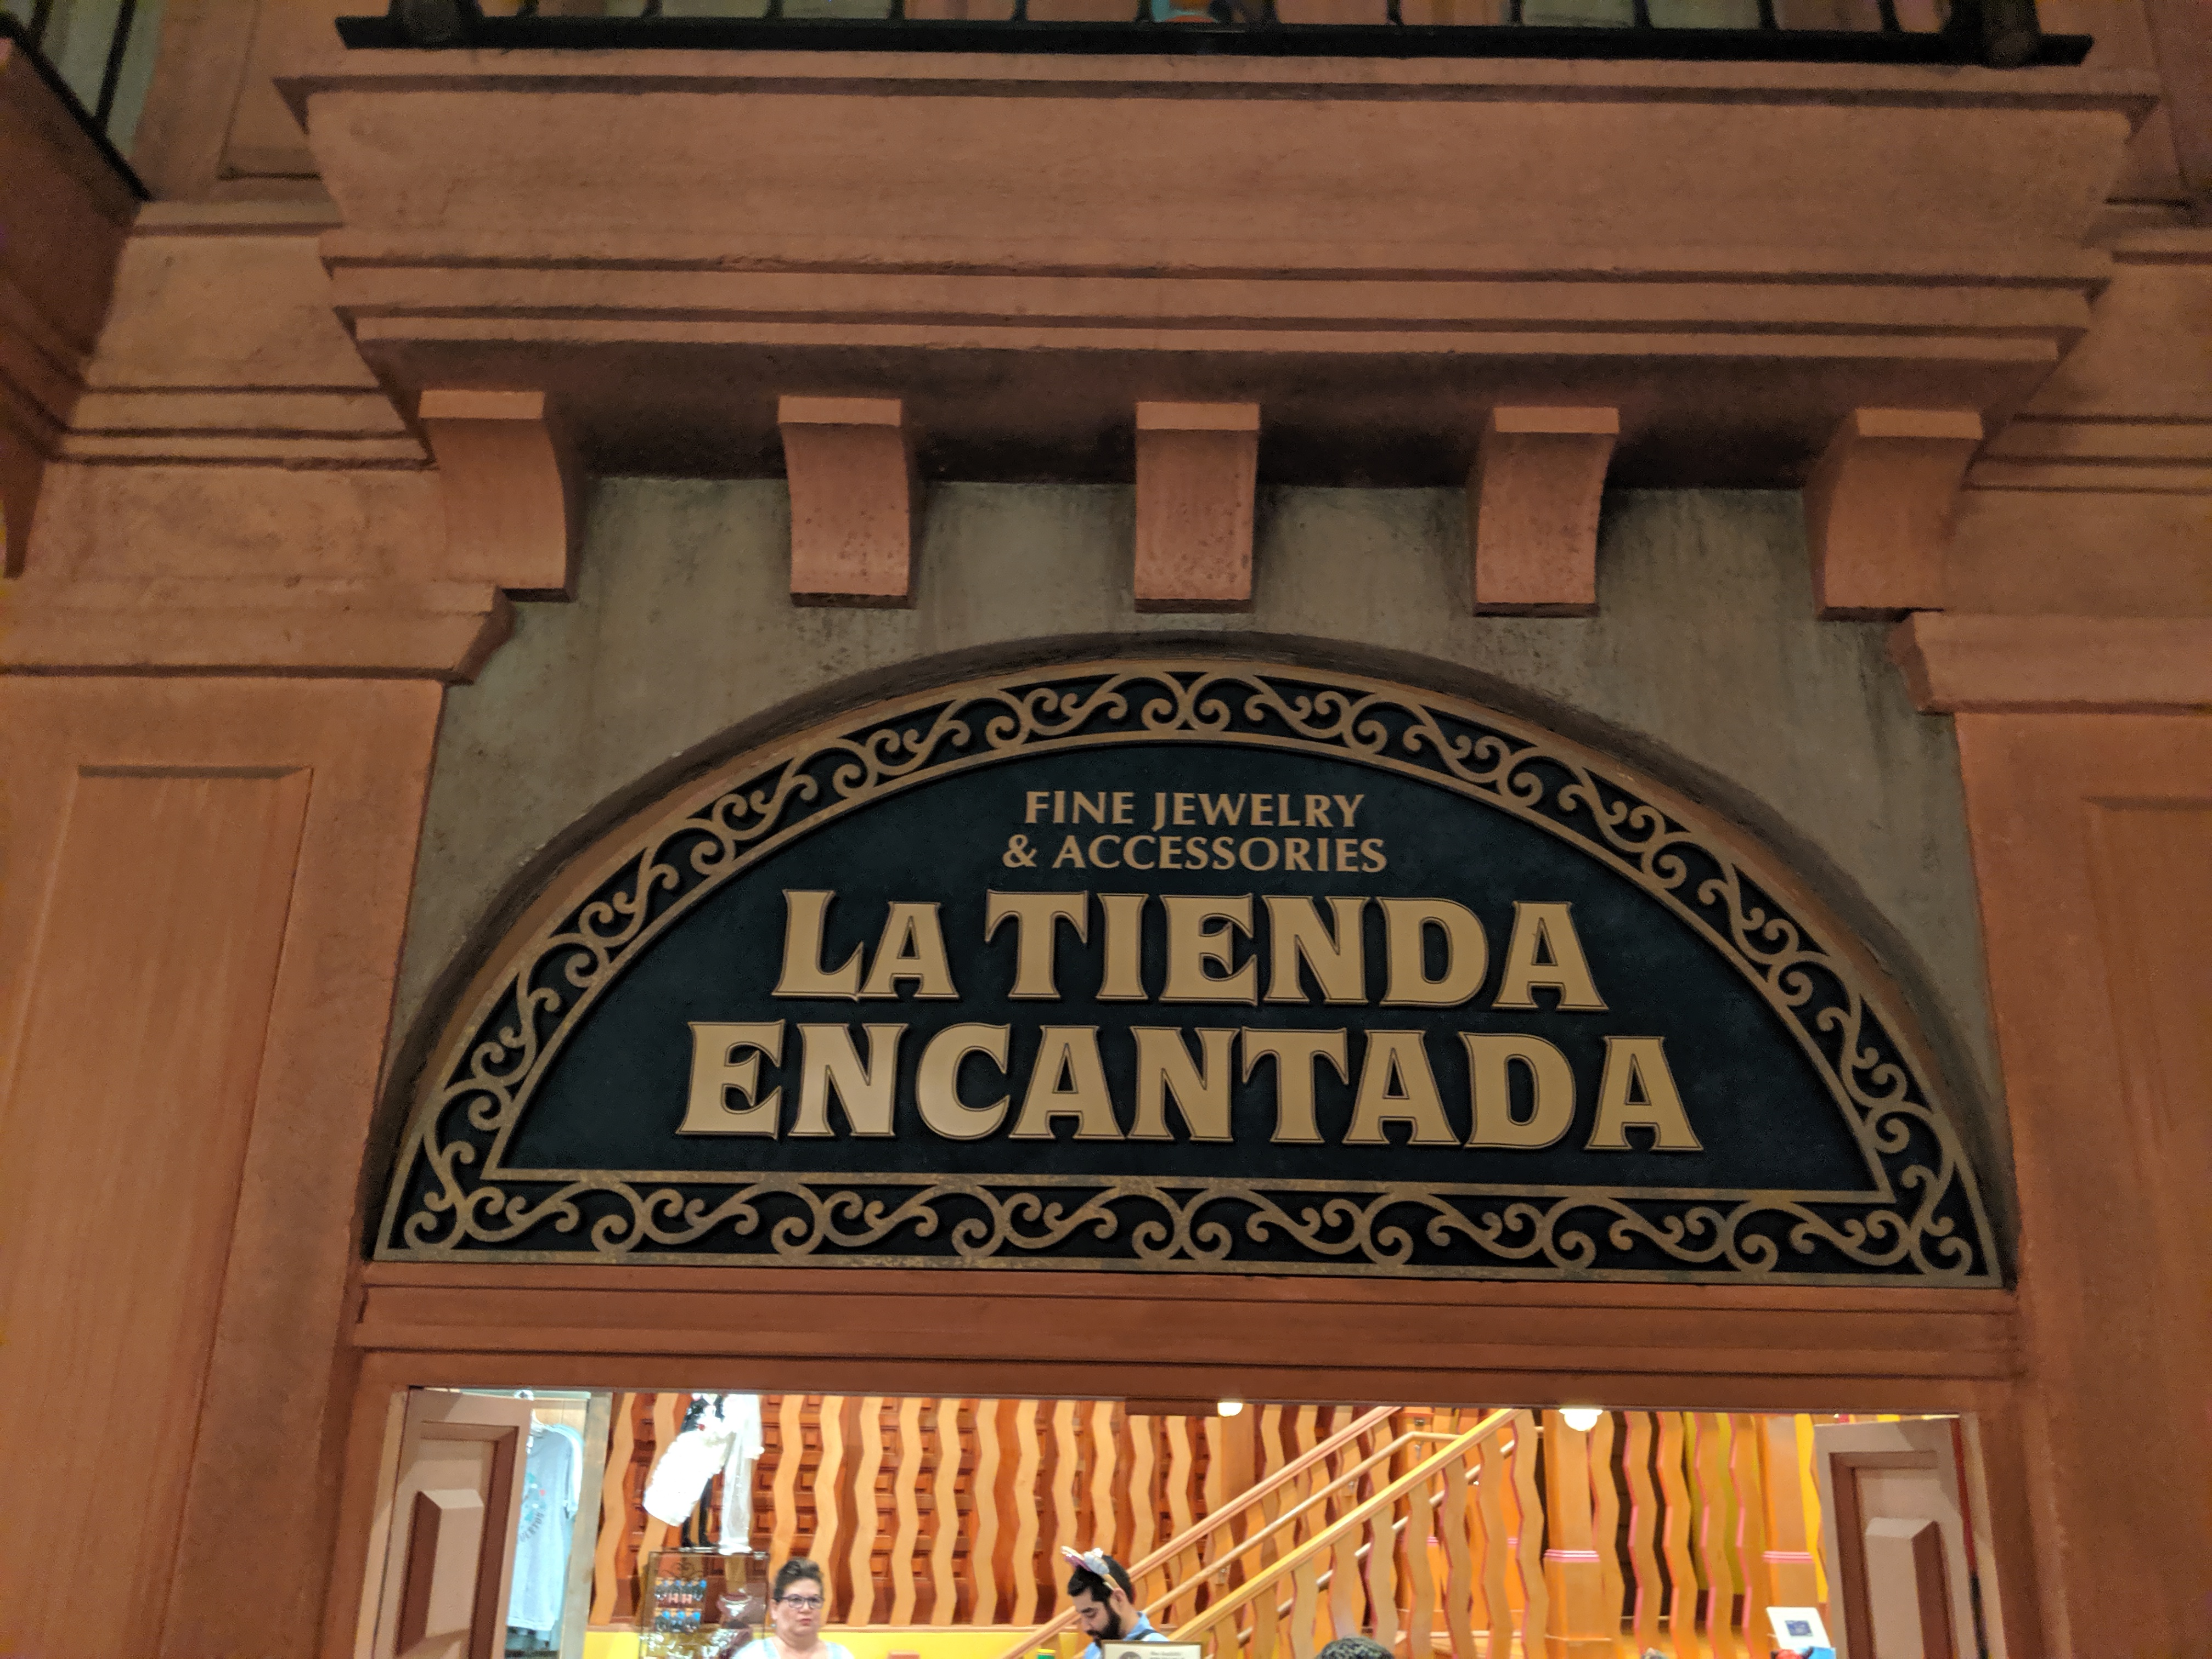 FINE JEWELRY
& ACCESSORIES
LA TIENDA
ENCANTADA